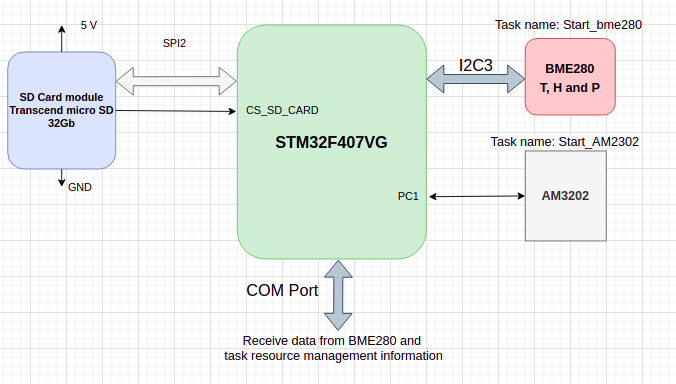 Task name: Start_bme280
5 V
SPI2
I2C3
BME280
T, H and P
SD Card module
Transcend micro SD
32Gb
CS_SD_CARD
STM32F407VG
Task name: Start_AM2302
GND
PC1
AM3202
COM Port
Receive data from BME280 and
task resource management information